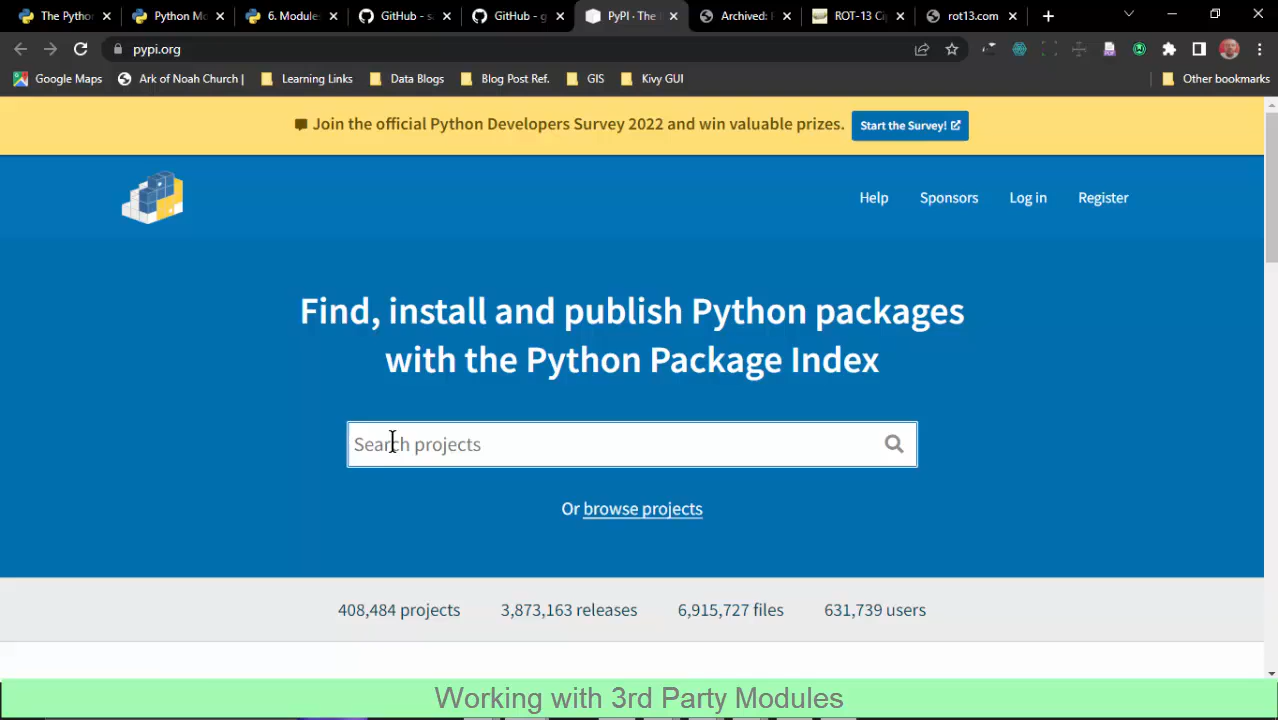 The Pytho
Python Mo
6. Module
GitHub - s
GitHub - g
PyPI · The
Archived:
ROT-13 Ci
rot13.com
pypi.org
Google Maps
Ark of Noah Church |
Learning Links
Data Blogs
Blog Post Ref.
GIS
Kivy GUI
Other bookmarks
Join the official Python Developers Survey 2022 and win valuable prizes.
Start the Survey!
Help
Sponsors
Log in
Register
Find, install and publish Python packages
with the Python Package Index
Search projects
Or browse projects
408,484 projects
3,873,163 releases
6,915,727 files
631,739 users
Working with 3rd Party Modules